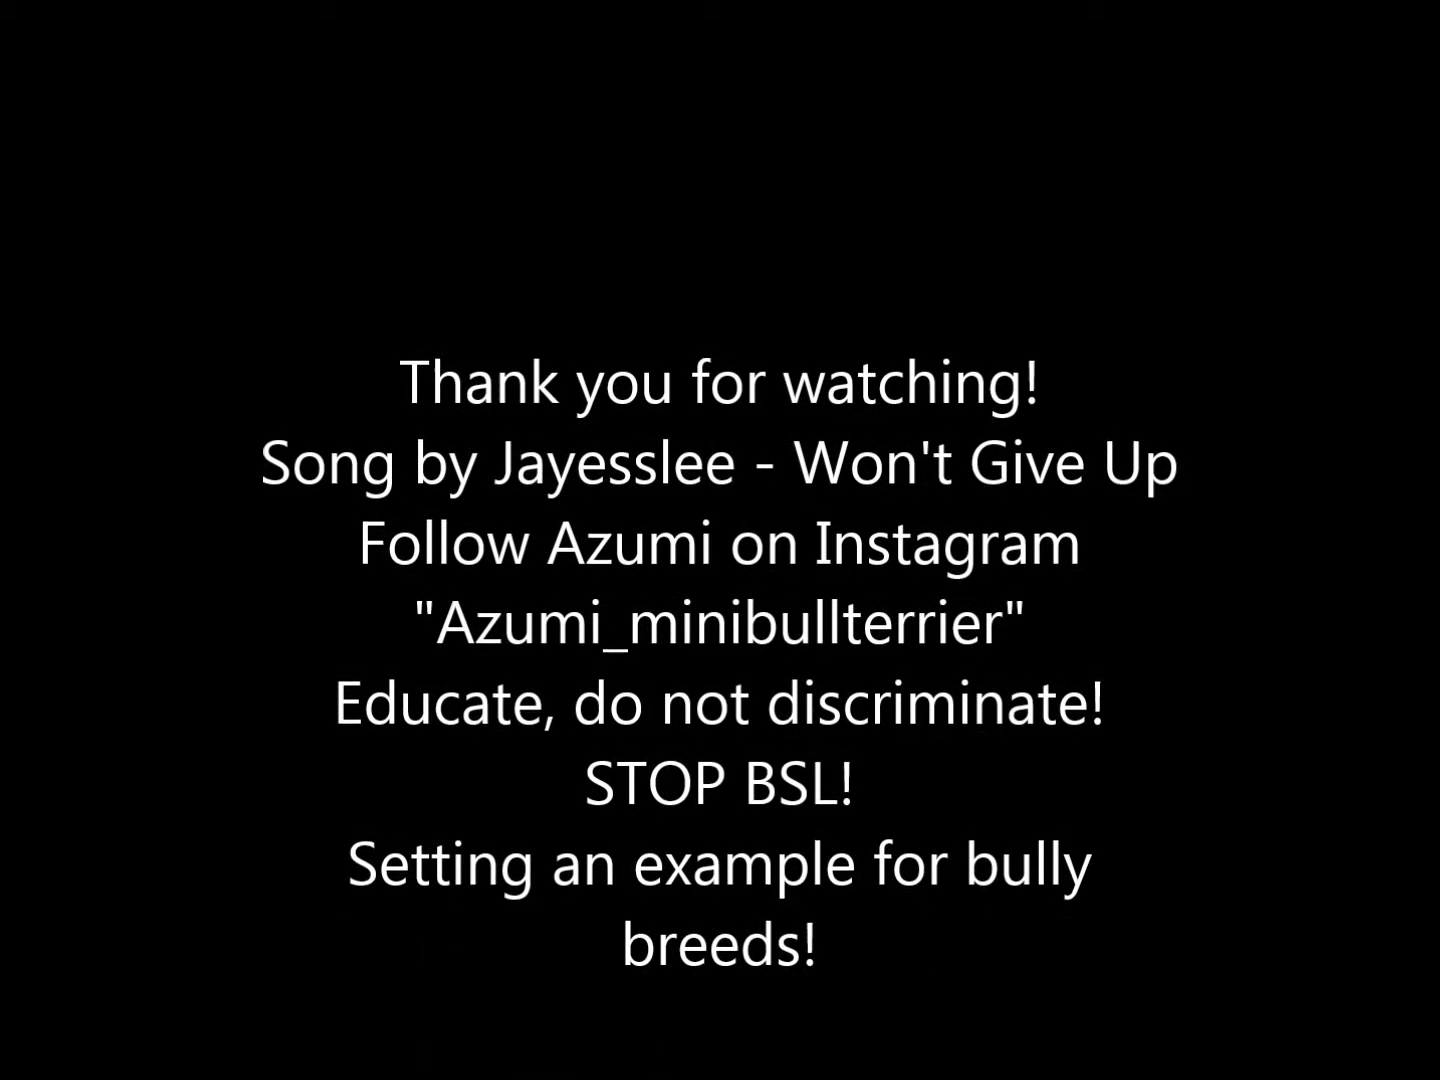 Thank you for watching!
Song by Jayesslee - Won't Give Up
Follow Azumi on Instagram
"Azumi_minibullterrier"
Educate, do not discriminate!
STOP BSL!
Setting an example for bully
breeds!